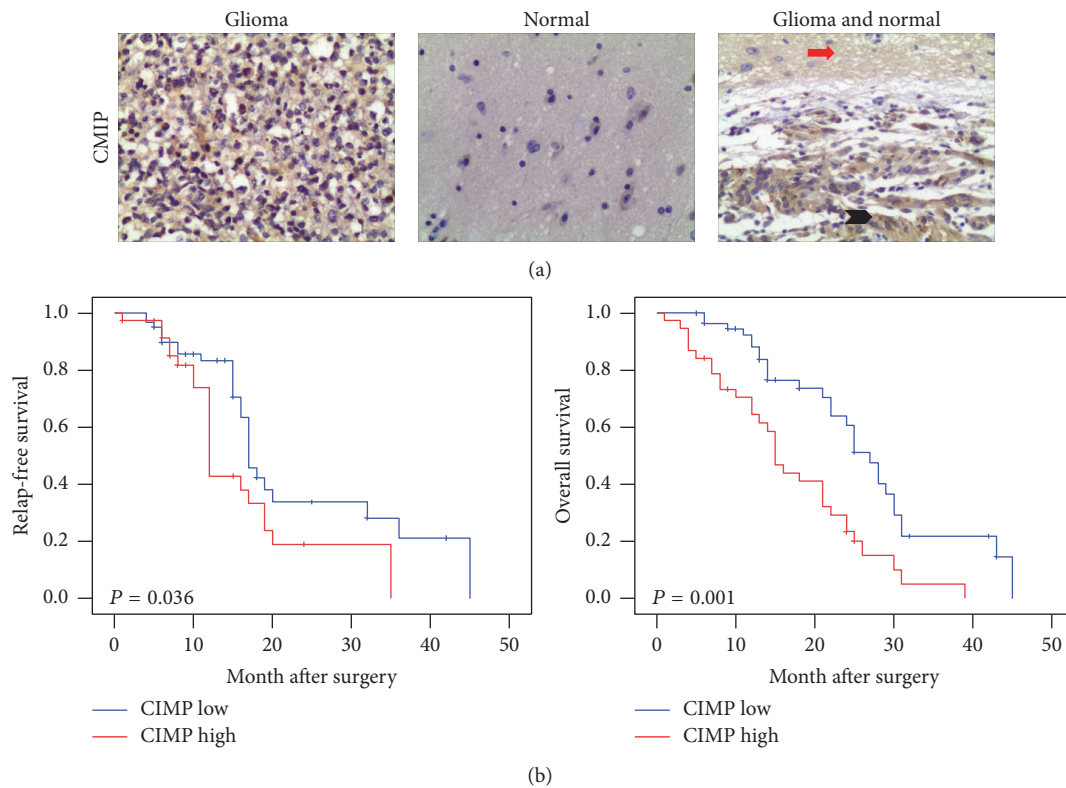 Glioma
Normal
Glioma and normal
CMIP
(a)
1.0
0.8
0.6
0.4
0.2
0.0
Relap-free survival
P = 0.036
0 10 20 30 40 50
Month after surgery
CIMP low
CIMP high
1.0
0.8
0.6
0.4
0.2
0.0
Overall survival
P = 0.001
0 10 20 30 40 50
Month after surgery
CIMP low
CIMP high
(b)